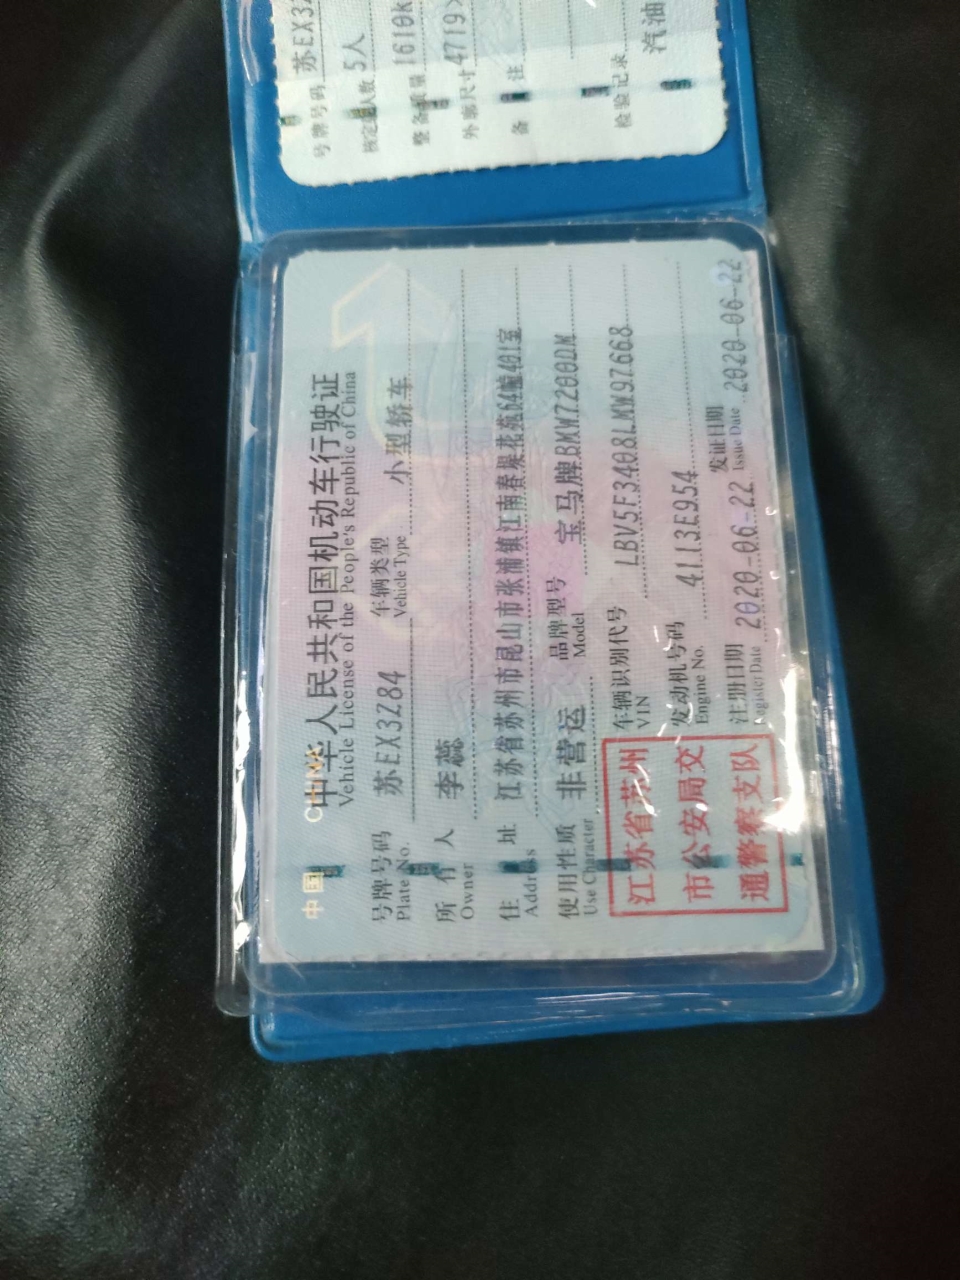 号牌号码 苏EX32
核定载人数 5人
整备质量 1610k
外廓尺寸 4719×
备 注
检验记录 汽油
中国 CHINA
中华人民共和国机动车行驶证
Vehicle License of the People's Republic of China
号牌号码 苏EX3Z84 车辆类型 小型轿车
Plate No. Vehicle Type
所 有 人 李蕊
Owner
住 址 江苏省苏州市昆山市张浦镇江南春堤花苑64幢401室
Address
使用性质 非营运 品牌型号 宝马牌BMW7200DM
Use Character Model
车辆识别代号 LBV5F3408LMW97668
VIN
发动机号码 4113E954
Engine No.
注册日期 2020-06-22 发证日期 2020-06-22
Register Date Issue Date
江苏省苏州
市公安局交
通警察支队